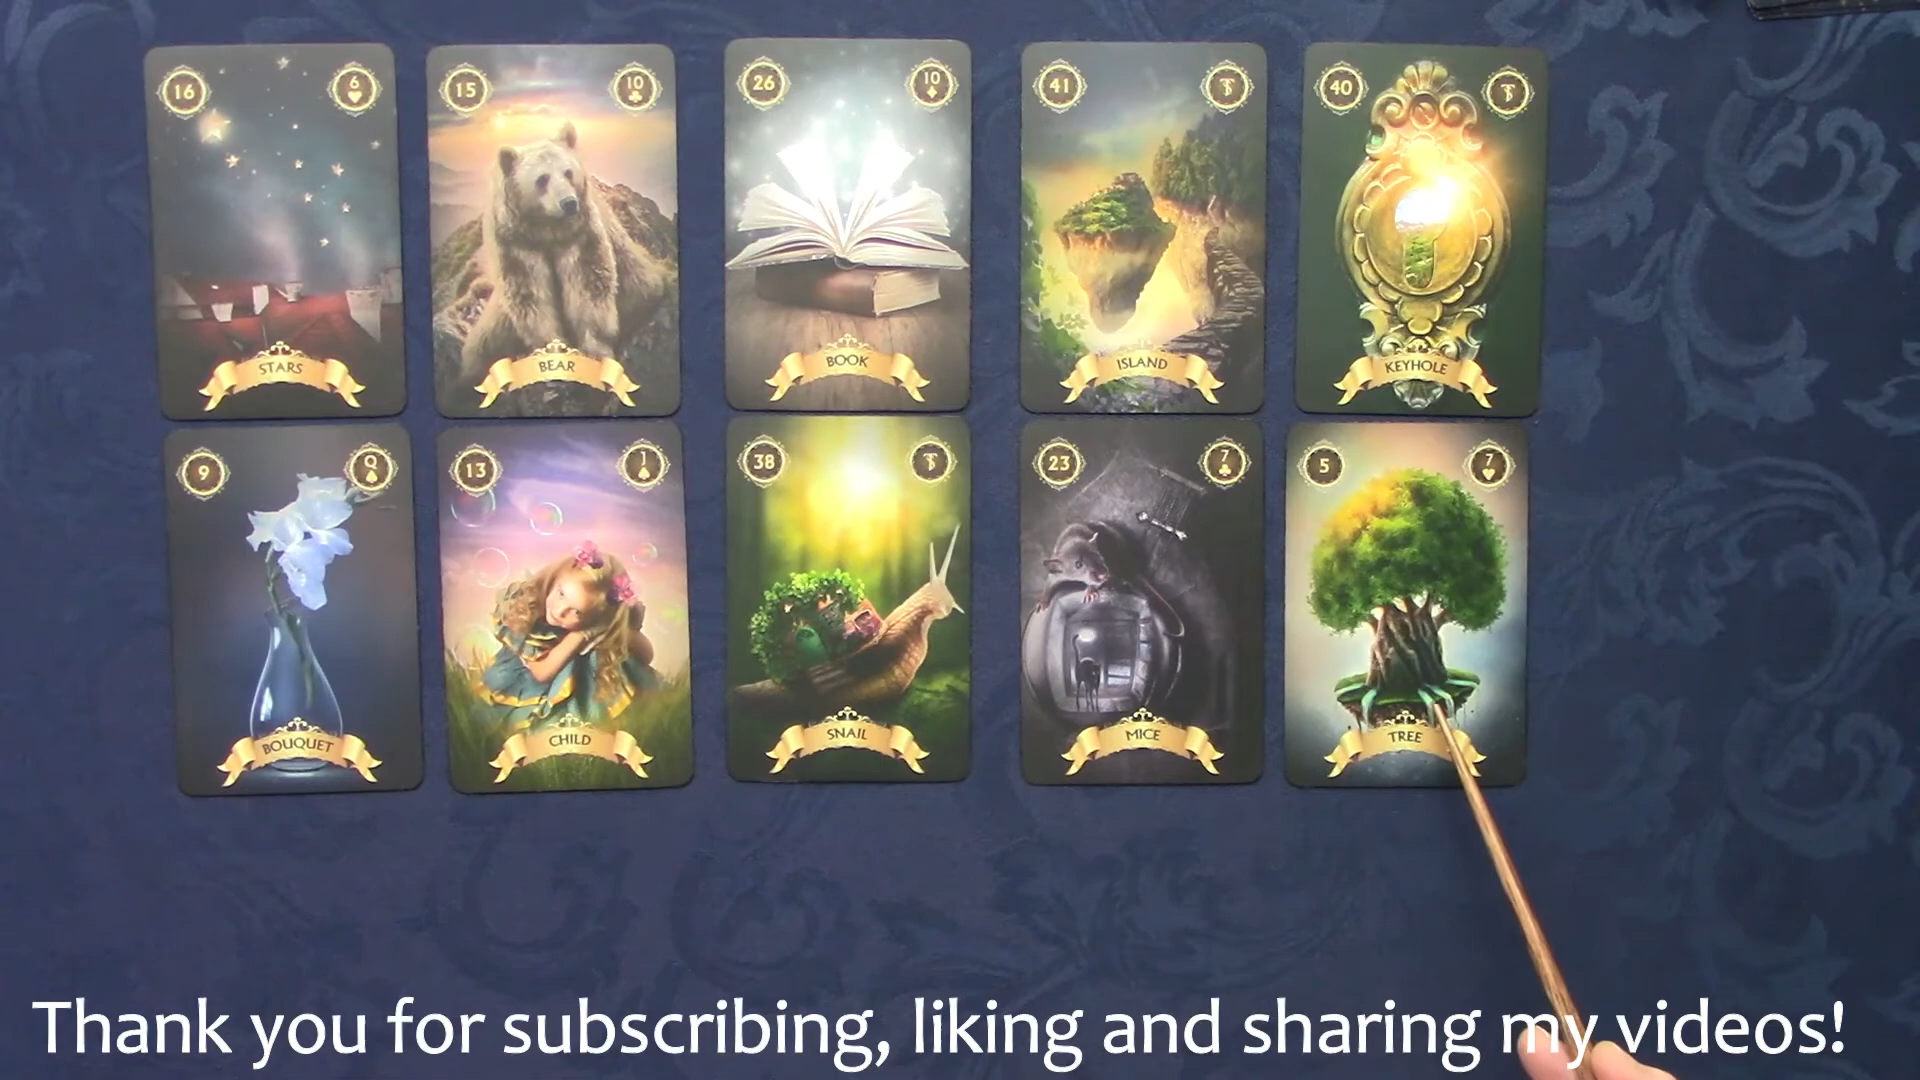 16 6
STARS
15 10
BEAR
26 10
BOOK
41
ISLAND
40
KEYHOLE
9 Q
BOUQUET
13 J
CHILD
38
SNAIL
23 7
MICE
5 7
TREE
Thank you for subscribing, liking and sharing my videos!